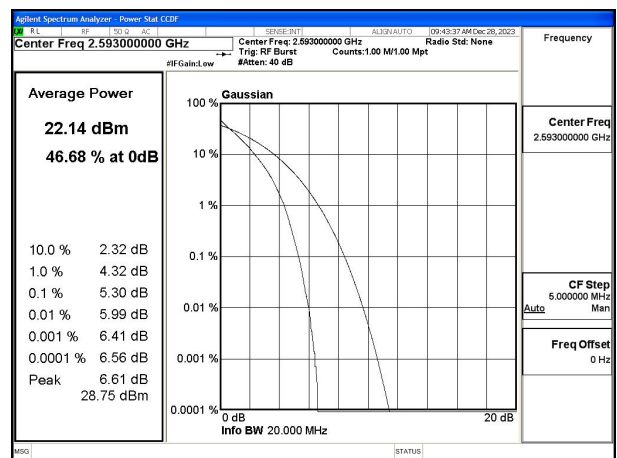 Agilent Spectrum Analyzer - Power Stat CCDF
RL RF 50 Ω AC SENSE:INT ALIGN AUTO 09:43:37 AM Dec 28, 2023
Center Freq 2.593000000 GHz
Center Freq: 2.593000000 GHz Radio Std: None
Trig: RF Burst Counts:1.00 M/1.00 Mpt
#IFGain:Low #Atten: 40 dB
Frequency
Average Power
22.14 dBm
46.68 % at 0dB
10.0 % 2.32 dB
1.0 % 4.32 dB
0.1 % 5.30 dB
0.01 % 5.99 dB
0.001 % 6.41 dB
0.0001 % 6.56 dB
Peak 6.61 dB
28.75 dBm
Gaussian
100 %
10 %
1 %
0.1 %
0.01 %
0.001 %
0.0001 %
0 dB 20 dB
Info BW 20.000 MHz
Center Freq
2.593000000 GHz
CF Step
5.000000 MHz
Auto Man
Freq Offset
0 Hz
MSG STATUS